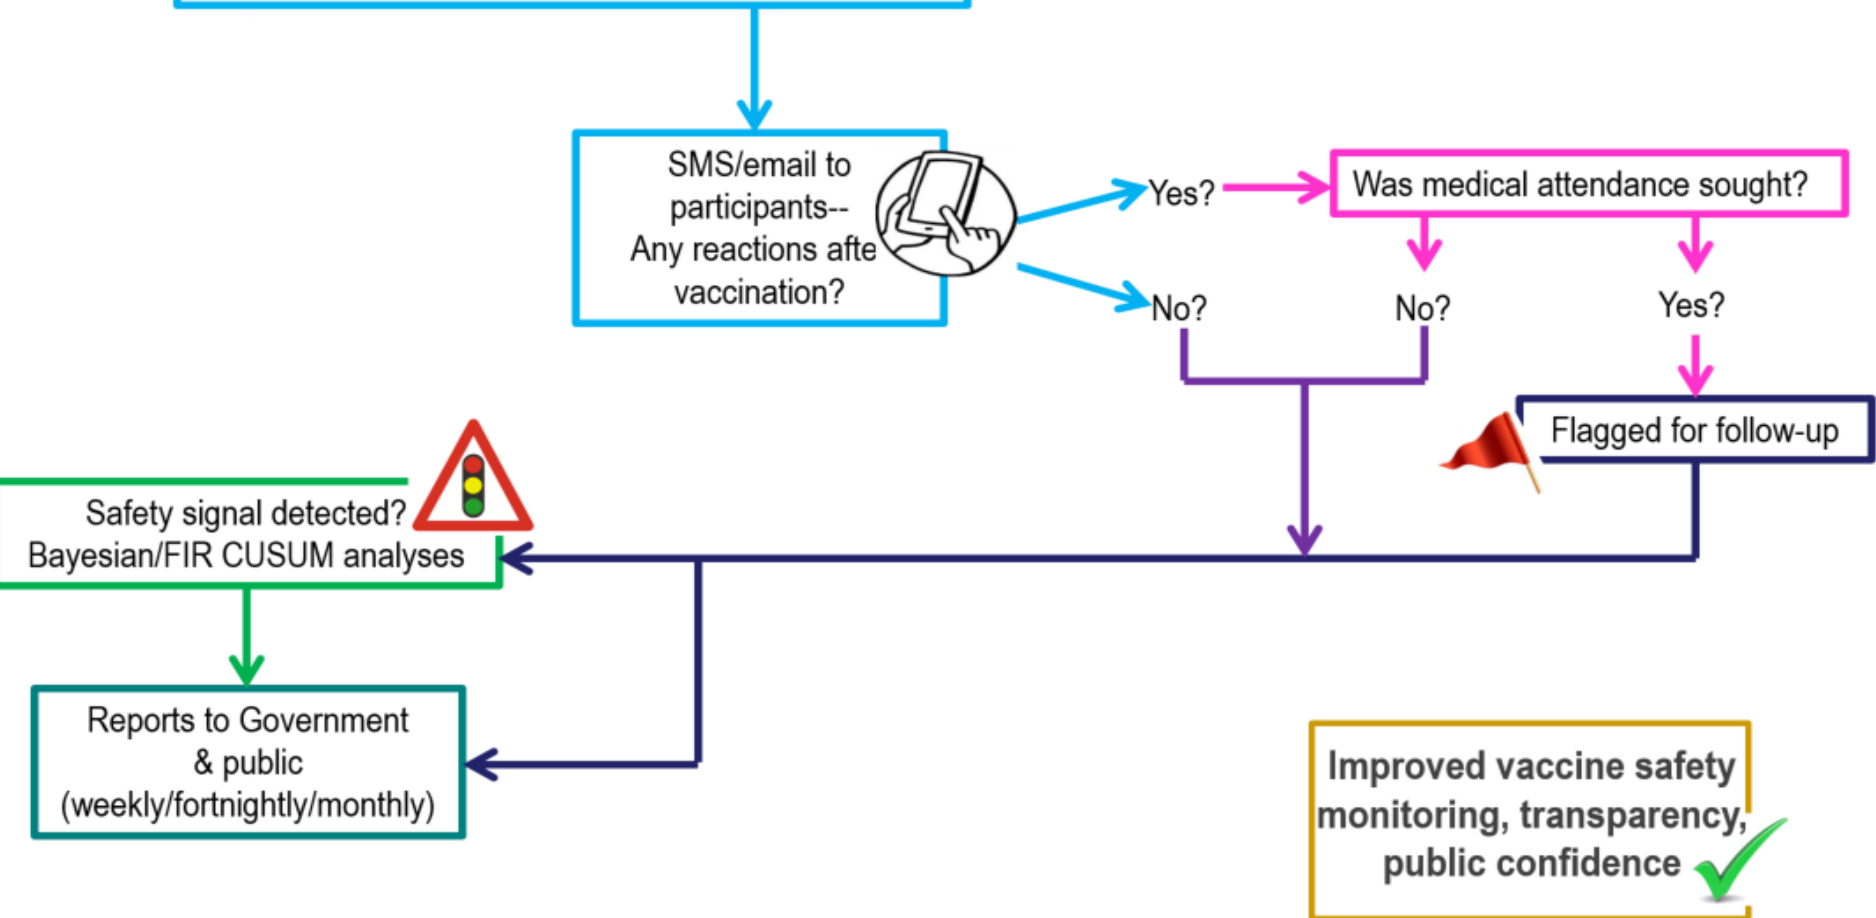 SMS/email to
participants--
Any reactions afte
vaccination?
Yes?
No?
Was medical attendance sought?
No?
Yes?
Flagged for follow-up
Safety signal detected?
Bayesian/FIR CUSUM analyses
Reports to Government
& public
(weekly/fortnightly/monthly)
Improved vaccine safety
monitoring, transparency,
public confidence